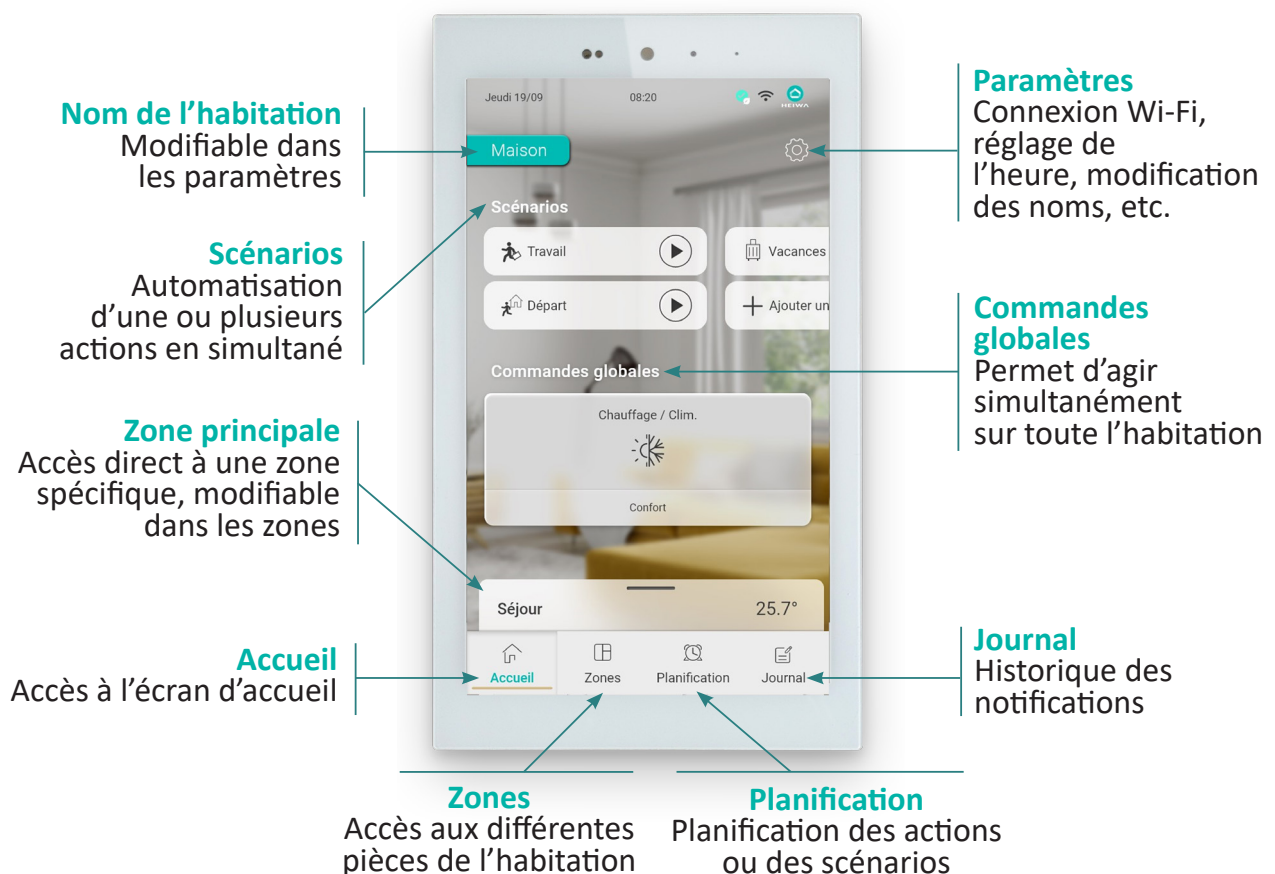 Nom de l’habitation
Modifiable dans
les paramètres
Scénarios
Automatisation
d’une ou plusieurs
actions en simultané
Zone principale
Accès direct à une zone
spécifique, modifiable
dans les zones
Accueil
Accès à l’écran d’accueil
Jeudi 19/09
08:20
HEIWA
Maison
Scénarios
Travail
Vacances
Départ
Ajouter un
Commandes globales
Chauffage / Clim.
Confort
Séjour
25.7°
Accueil
Zones
Planification
Journal
Paramètres
Connexion Wi-Fi,
réglage de
l’heure, modification
des noms, etc.
Commandes
globales
Permet d'agir
simultanément
sur toute l’habitation
Journal
Historique des
notifications
Zones
Accès aux différentes
pièces de l’habitation
Planification
Planification des actions
ou des scénarios